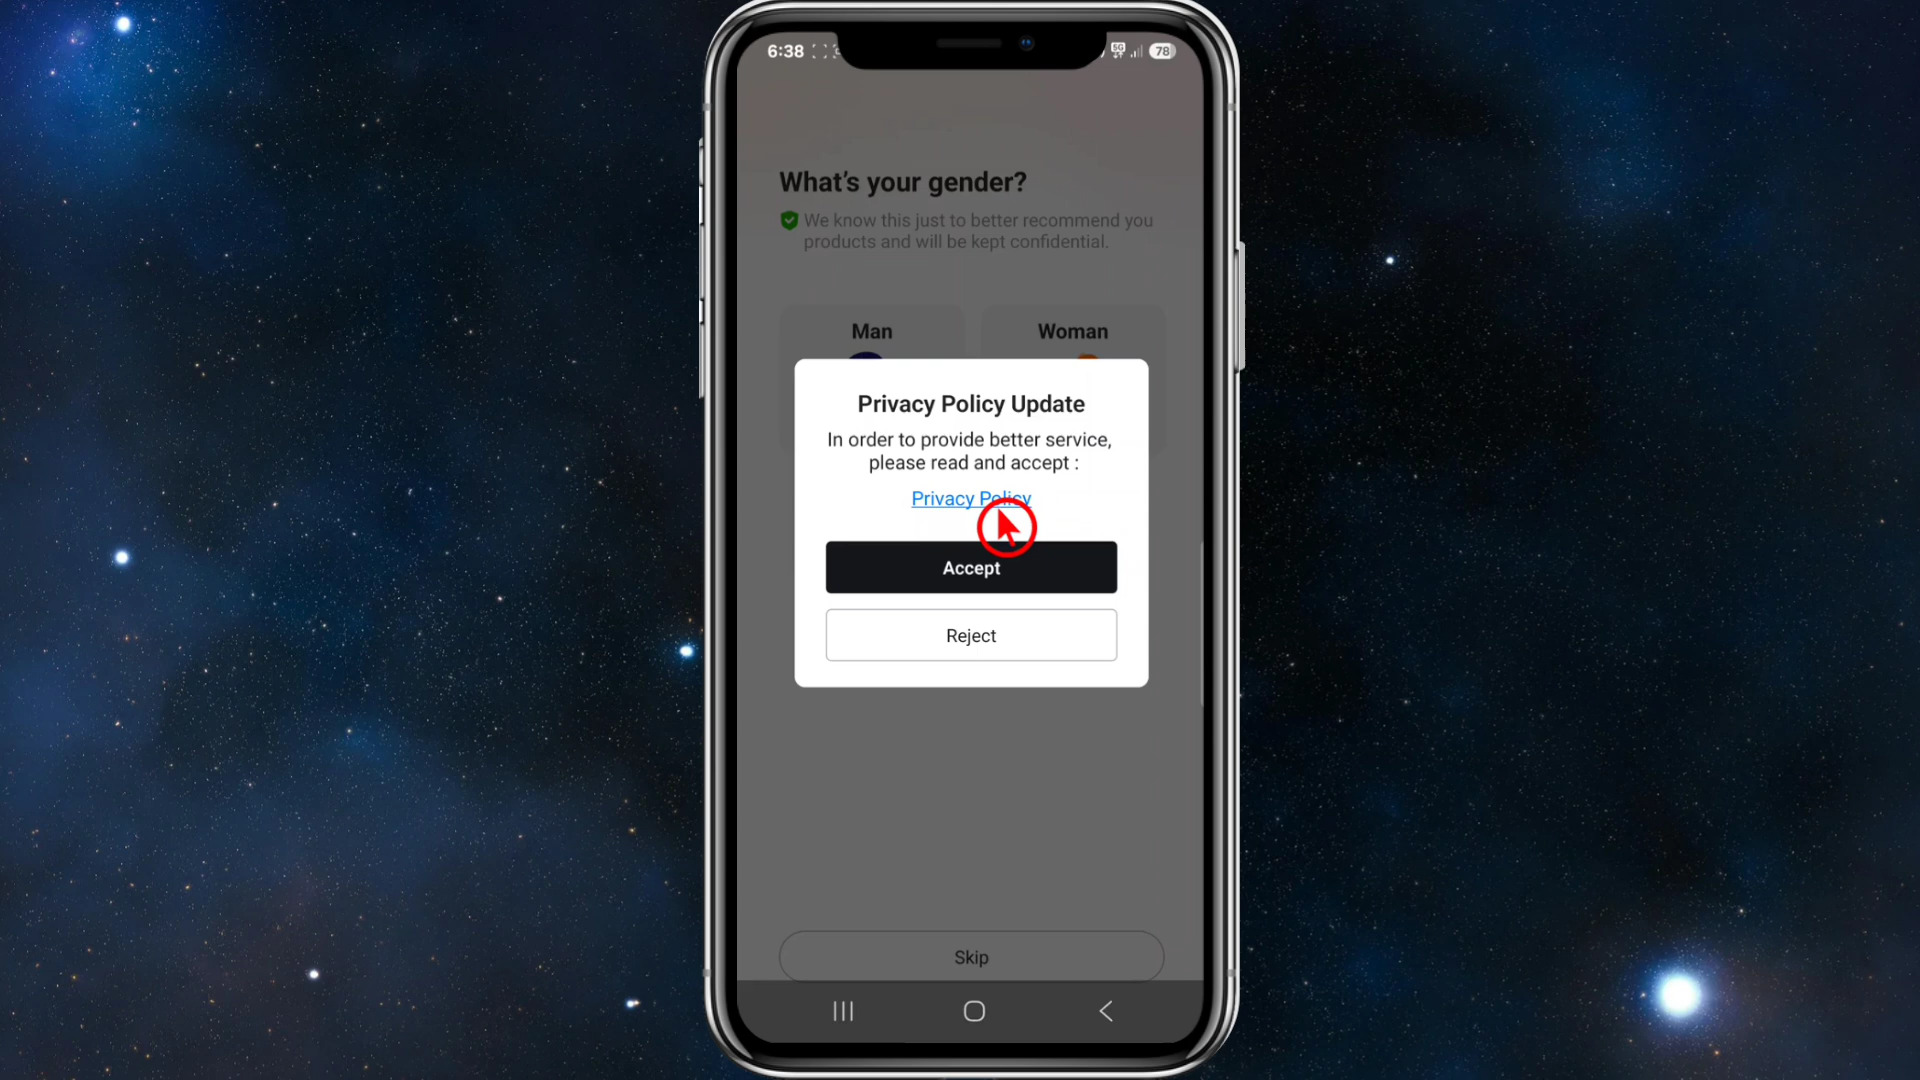 6:38
5G
78
What's your gender?
We know this just to better recommend you
products and will be kept confidential.
Man
Woman
Privacy Policy Update
In order to provide better service,
please read and accept :
Privacy Policy
Accept
Reject
Skip